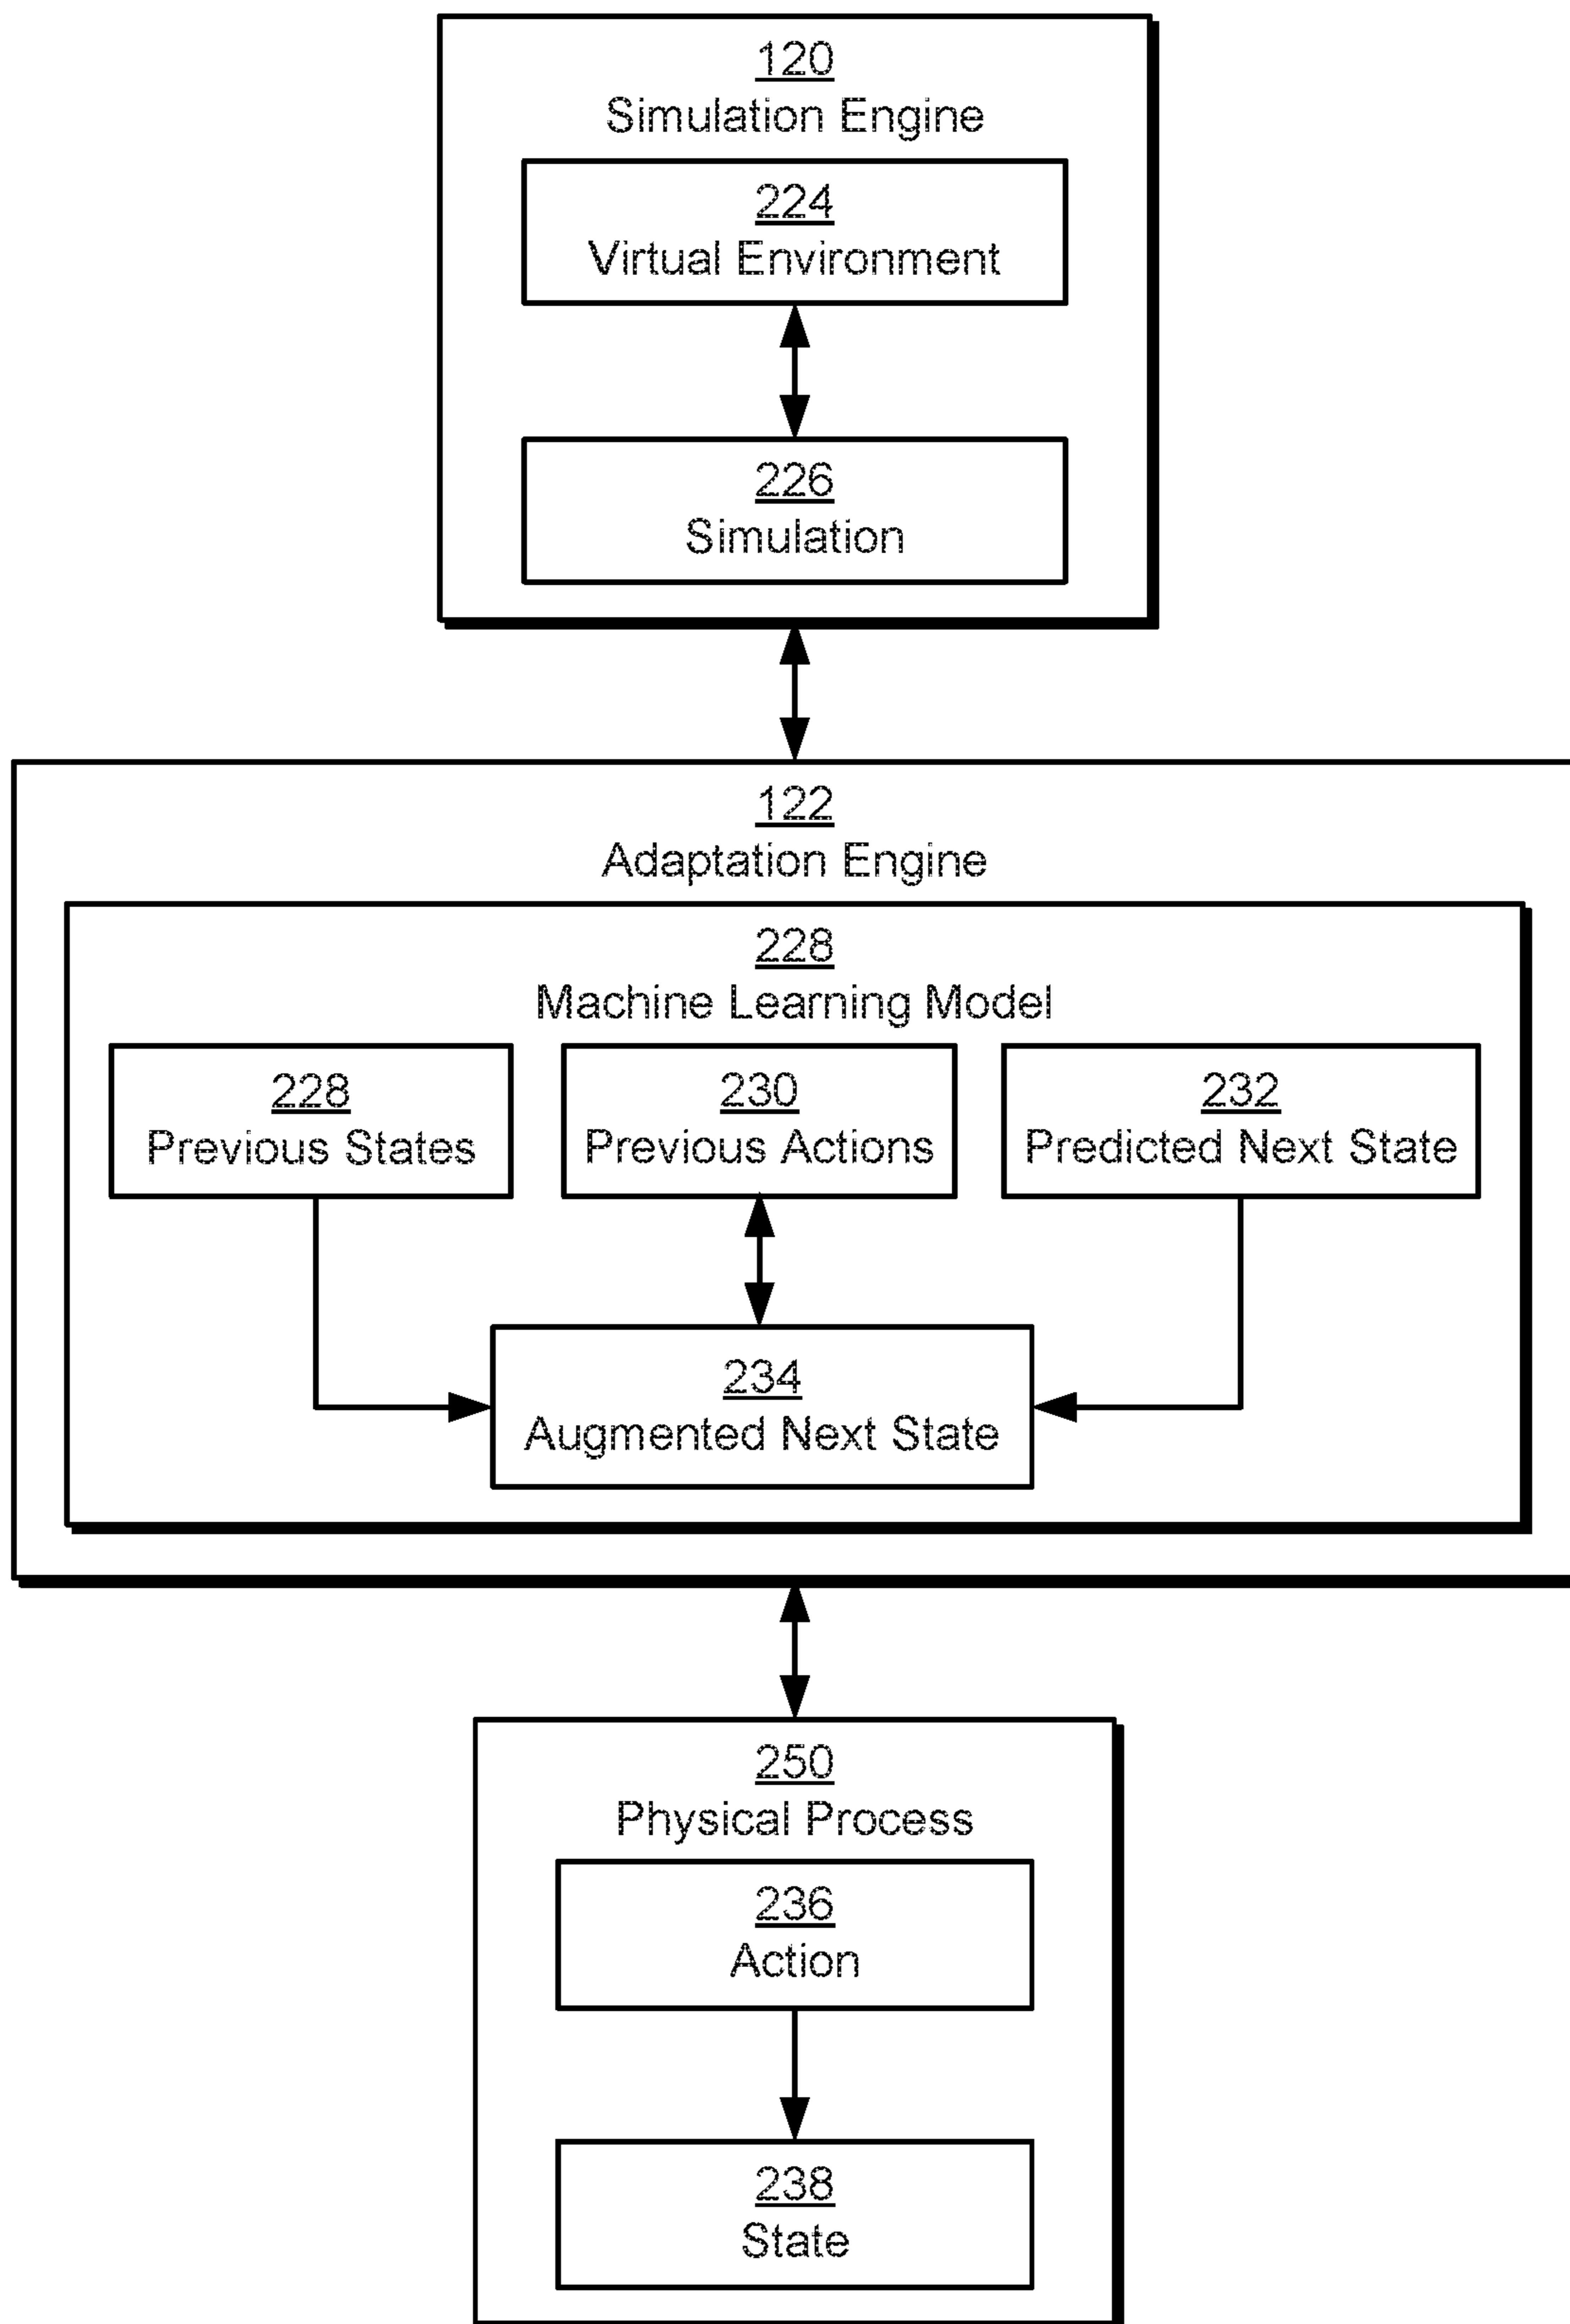 120
Simulation Engine
224
Virtual Environment
226
Simulation
122
Adaptation Engine
228
Machine Learning Model
228
Previous States
230
Previous Actions
232
Predicted Next State
234
Augmented Next State
250
Physical Process
236
Action
238
State